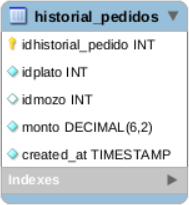 historial_pedidos
idhistorial_pedido INT
idplato INT
idmozo INT
monto DECIMAL(6,2)
created_at TIMESTAMP
Indexes